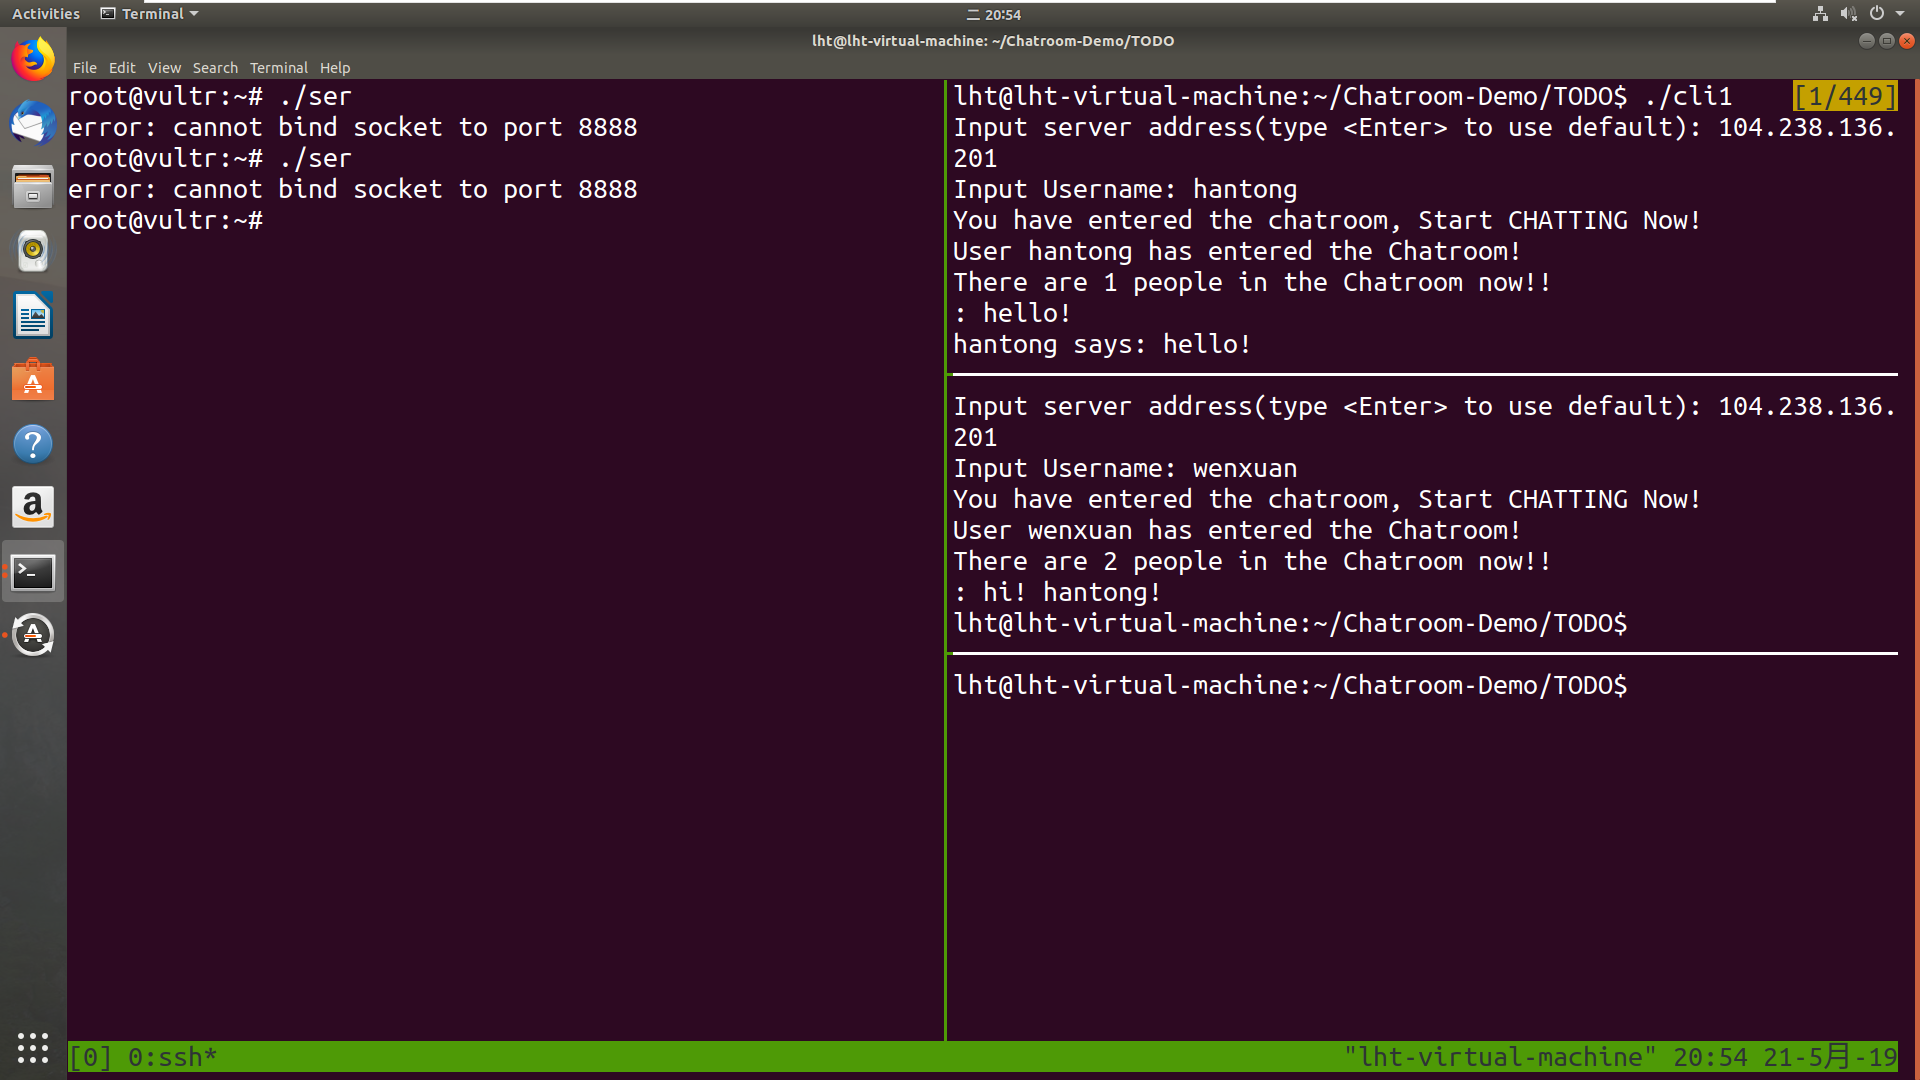 Activities Terminal 二 20:54
lht@lht-virtual-machine: ~/Chatroom-Demo/TODO
File Edit View Search Terminal Help
root@vultr:~# ./ser
error: cannot bind socket to port 8888
root@vultr:~# ./ser
error: cannot bind socket to port 8888
root@vultr:~#
lht@lht-virtual-machine:~/Chatroom-Demo/TODO$ ./cli1 [1/449]
Input server address(type <Enter> to use default): 104.238.136.
201
Input Username: hantong
You have entered the chatroom, Start CHATTING Now!
User hantong has entered the Chatroom!
There are 1 people in the Chatroom now!!
: hello!
hantong says: hello!
Input server address(type <Enter> to use default): 104.238.136.
201
Input Username: wenxuan
You have entered the chatroom, Start CHATTING Now!
User wenxuan has entered the Chatroom!
There are 2 people in the Chatroom now!!
: hi! hantong!
lht@lht-virtual-machine:~/Chatroom-Demo/TODO$
lht@lht-virtual-machine:~/Chatroom-Demo/TODO$
[0] 0:ssh* "lht-virtual-machine" 20:54 21-5月-19